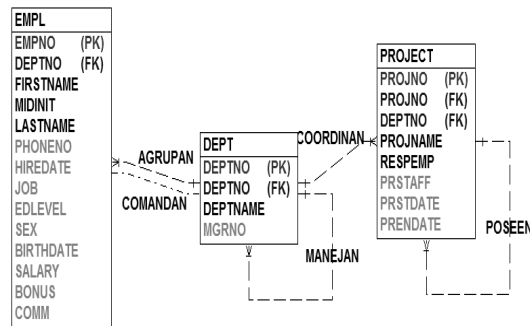 EMPL
EMPNO (PK)
DEPTNO (FK)
FIRSTNAME
MIDINIT
LASTNAME
PHONENO
HIREDATE
JOB
EDLEVEL
SEX
BIRTHDATE
SALARY
BONUS
COMM
AGRUPAN
COMANDAN
DEPT
DEPTNO (PK)
DEPTNO (FK)
DEPTNAME
MGRNO
MANEJAN
COORDINAN
PROJECT
PROJNO (PK)
PROJNO (FK)
DEPTNO (FK)
PROJNAME
RESPEMP
PRSTAFF
PRSTDATE
PRENDATE
POSEEN